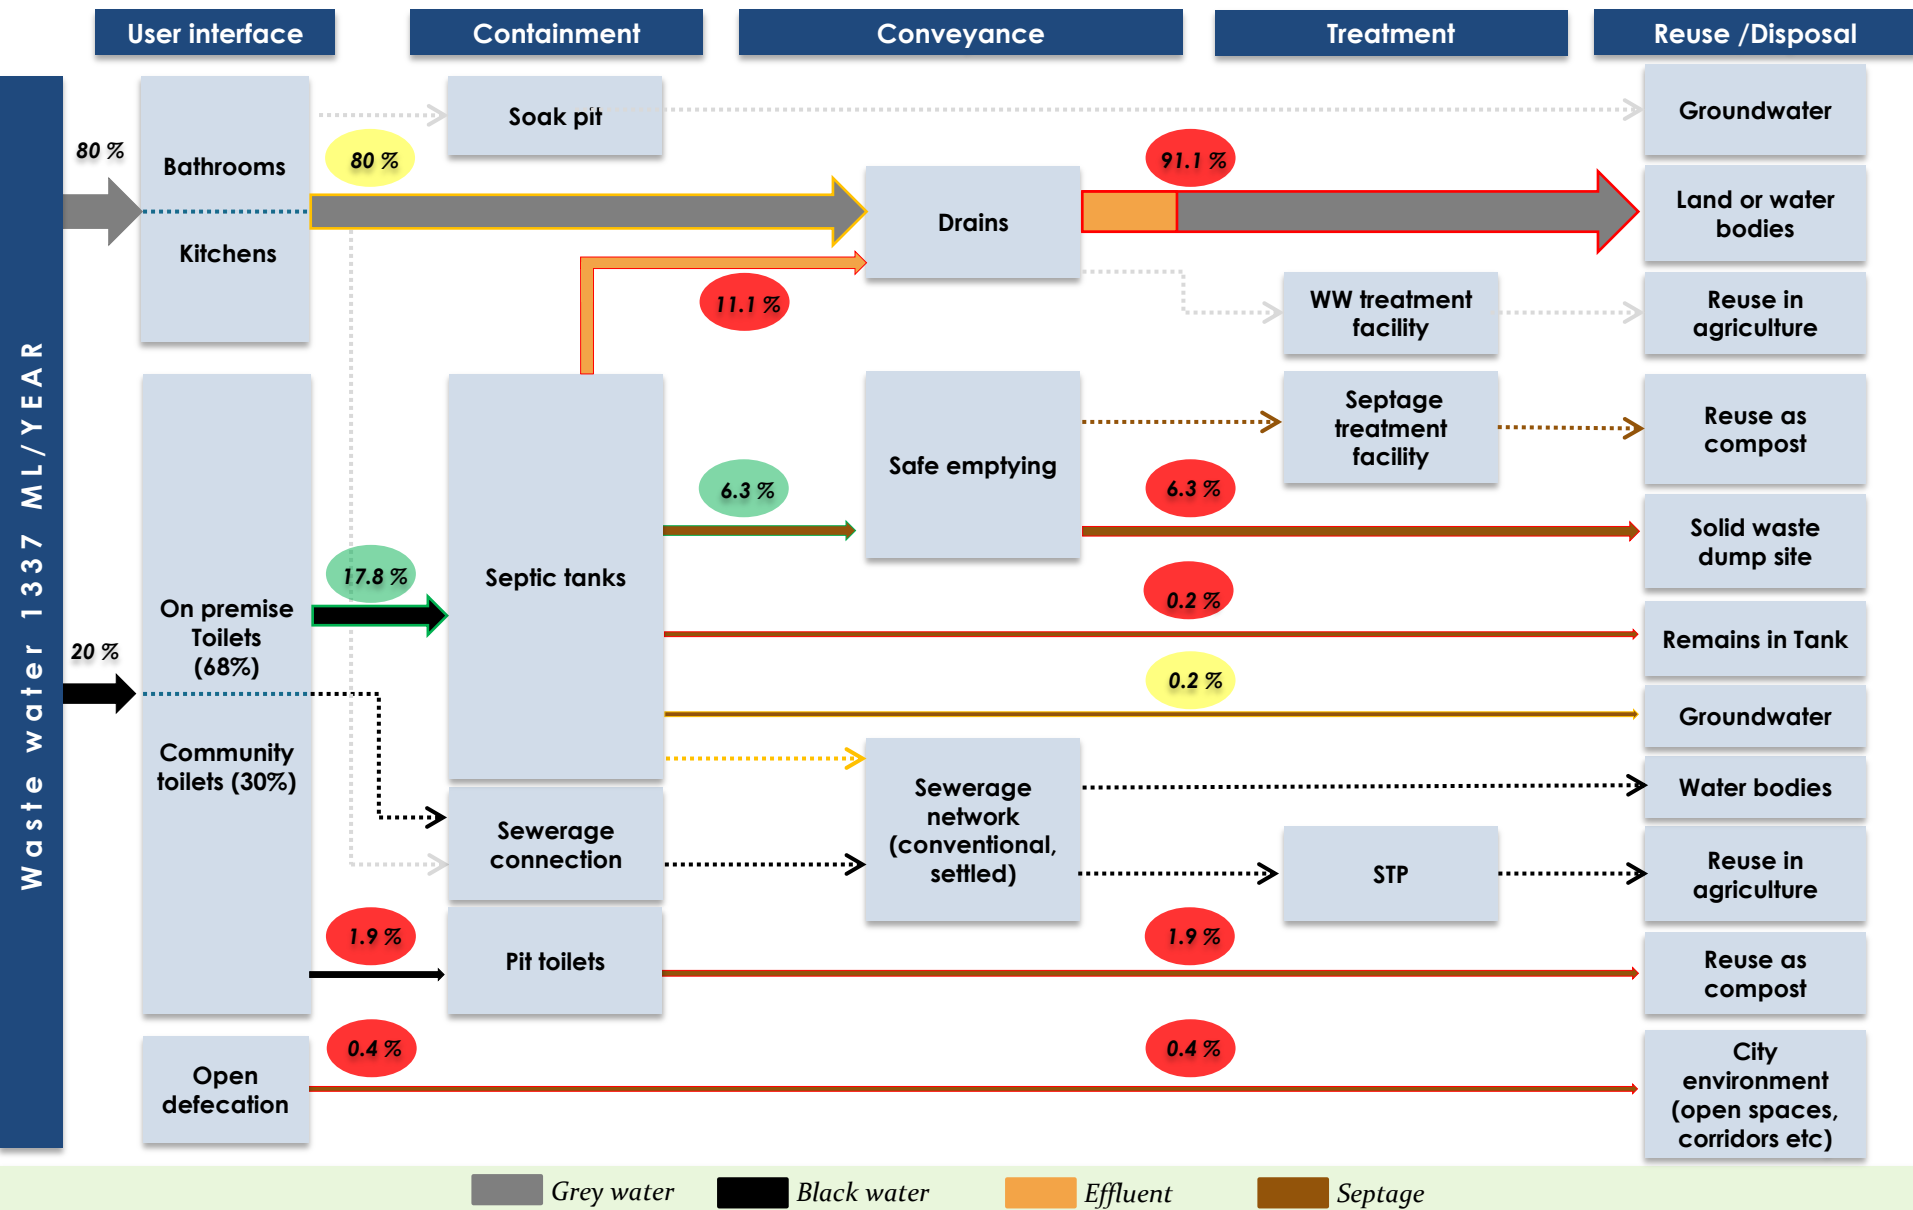 User interface
Containment
Conveyance
Treatment
Reuse /Disposal
Waste water 1337 ML/YEAR
80 %
20 %
Bathrooms
Kitchens
On premise
Toilets
(68%)
Community
toilets (30%)
Open
defecation
80 %
17.8 %
1.9 %
0.4 %
Soak pit
Septic tanks
Sewerage
connection
Pit toilets
11.1 %
6.3 %
Drains
Safe emptying
Sewerage
network
(conventional,
settled)
91.1 %
6.3 %
0.2 %
0.2 %
1.9 %
0.4 %
WW treatment
facility
Septage
treatment
facility
STP
Groundwater
Land or water
bodies
Reuse in
agriculture
Reuse as
compost
Solid waste
dump site
Remains in Tank
Groundwater
Water bodies
Reuse in
agriculture
Reuse as
compost
City
environment
(open spaces,
corridors etc)
Grey water
Black water
Effluent
Septage